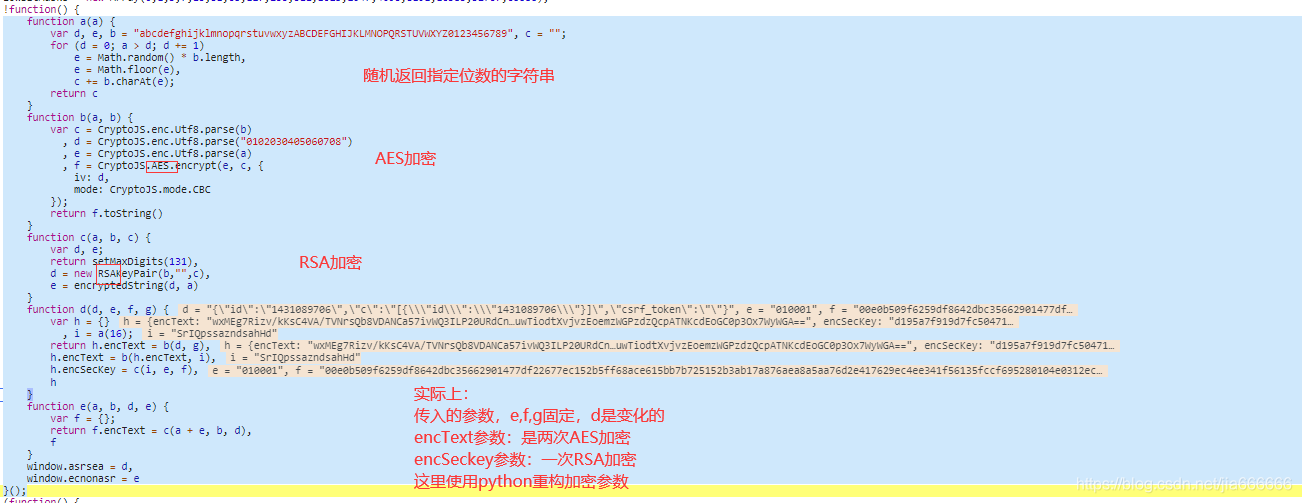 !function() {
function a(a) {
var d, e, b = "abcdefghijklmnopqrstuvwxyzABCDEFGHIJKLMNOPQRSTUVWXYZ0123456789", c = "";
for (d = 0; a > d; d += 1)
e = Math.random() * b.length,
e = Math.floor(e),
c += b.charAt(e);
随机返回指定位数的字符串
return c
}
function b(a, b) {
var c = CryptoJS.enc.Utf8.parse(b)
, d = CryptoJS.enc.Utf8.parse("0102030405060708")
, e = CryptoJS.enc.Utf8.parse(a)
AES加密
, f = CryptoJS.AES.encrypt(e, c, {
iv: d,
mode: CryptoJS.mode.CBC
});
return f.toString()
}
function c(a, b, c) {
var d, e;
return setMaxDigits(131),
RSA加密
d = new RSAKeyPair(b,"",c),
e = encryptedString(d, a)
}
function d(d, e, f, g) { d = "{\"id\":\"1431089706\",\"c\":\"[{\\\"id\\\":\\\"1431089706\\\"}]\",\"csrf_token\":\"\"}", e = "010001", f = "00e0b509f6259df8642dbc35662901477df…
var h = {} h = {encText: "wxMEg7Rizv/kKsC4VA/TVNrsQb8VDANCa57ivWQ3ILP20URdCn…uwTiodtXvjvzEoemzWGPzdzQcpATNKcdEoGC0p3Ox7WyWGA==", encSecKey: "d195a7f919d7fc50471…
, i = a(16); i = "SrIQpssazndsahHd"
return h.encText = b(d, g), h = {encText: "wxMEg7Rizv/kKsC4VA/TVNrsQb8VDANCa57ivWQ3ILP20URdCn…uwTiodtXvjvzEoemzWGPzdzQcpATNKcdEoGC0p3Ox7WyWGA==", encSecKey: "d195a7f919d7fc50471…
h.encText = b(h.encText, i), i = "SrIQpssazndsahHd"
h.encSecKey = c(i, e, f), e = "010001", f = "00e0b509f6259df8642dbc35662901477df22677ec152b5ff68ace615bb7b725152b3ab17a876aea8a5aa76d2e417629ec4ee341f56135fccf695280104e0312ec…
h
}
function e(a, b, d, e) {
var f = {};
return f.encText = c(a + e, b, d),
f
}
window.asrsea = d,
window.ecnonasr = e
}();
实际上：
传入的参数，e,f,g固定，d是变化的
encText参数：是两次AES加密
encSeckey参数：一次RSA加密
这里使用python重构加密参数
(function() {